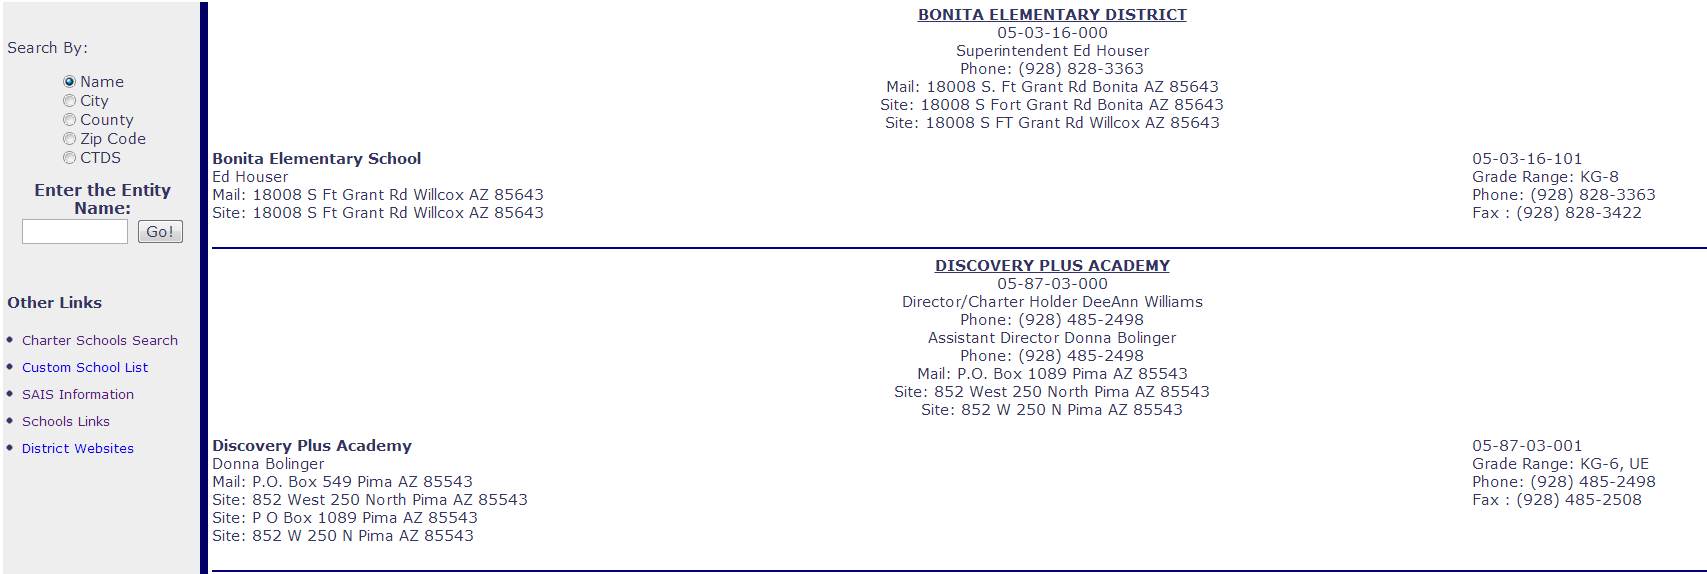 Search By:
Name
City
County
Zip Code
CTDS
Enter the Entity
Name:
Go!
Other Links
Charter Schools Search
Custom School List
SAIS Information
Schools Links
District Websites
BONITA ELEMENTARY DISTRICT
05-03-16-000
Superintendent Ed Houser
Phone: (928) 828-3363
Mail: 18008 S. Ft Grant Rd Bonita AZ 85643
Site: 18008 S Fort Grant Rd Bonita AZ 85643
Site: 18008 S FT Grant Rd Willcox AZ 85643
Bonita Elementary School
Ed Houser
Mail: 18008 S Ft Grant Rd Willcox AZ 85643
Site: 18008 S Ft Grant Rd Willcox AZ 85643
05-03-16-101
Grade Range: KG-8
Phone: (928) 828-3363
Fax : (928) 828-3422
DISCOVERY PLUS ACADEMY
05-87-03-000
Director/Charter Holder DeeAnn Williams
Phone: (928) 485-2498
Assistant Director Donna Bolinger
Phone: (928) 485-2498
Mail: P.O. Box 1089 Pima AZ 85543
Site: 852 West 250 North Pima AZ 85543
Site: 852 W 250 N Pima AZ 85543
Discovery Plus Academy
Donna Bolinger
Mail: P.O. Box 549 Pima AZ 85543
Site: 852 West 250 North Pima AZ 85543
Site: P O Box 1089 Pima AZ 85543
Site: 852 W 250 N Pima AZ 85543
05-87-03-001
Grade Range: KG-6, UE
Phone: (928) 485-2498
Fax : (928) 485-2508